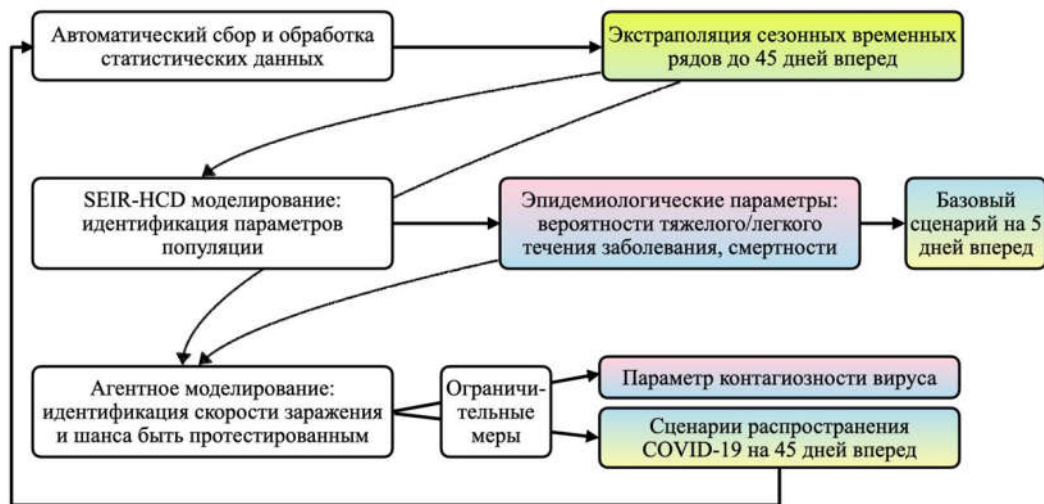 Автоматический сбор и обработка
статистических данных
Экстраполяция сезонных временных
рядов до 45 дней вперед
SEIR-HCD моделирование:
идентификация параметров
популяции
Эпидемиологические параметры:
вероятности тяжелого/легкого
течения заболевания, смертности
Базовый
сценарий на 5
дней вперед
Агентное моделирование:
идентификация скорости заражения
и шанса быть протестированным
Ограничи-
тельные
меры
Параметр контагиозности вируса
Сценарии распространения
COVID-19 на 45 дней вперед